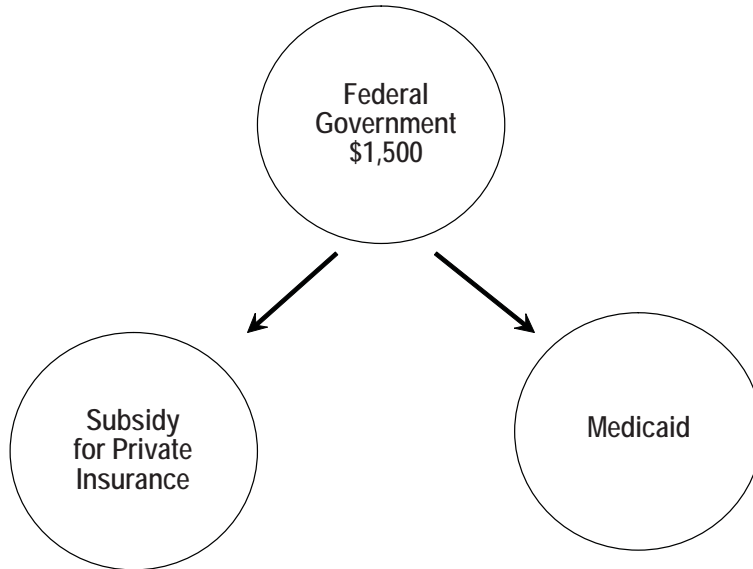 Federal
Government
$1,500
Subsidy
for Private
Insurance
Medicaid